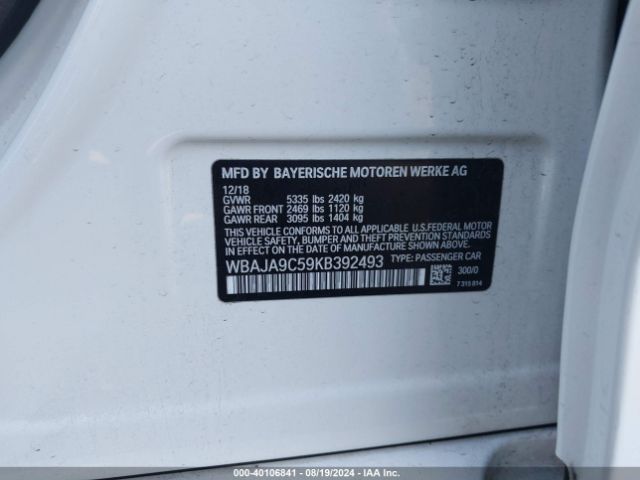 MFD BY BAYERISCHE MOTOREN WERKE AG
12/18
GVWR 5335 lbs 2420 kg
GAWR FRONT 2469 lbs 1120 kg
GAWR REAR 3095 lbs 1404 kg
THIS VEHICLE CONFORMS TO ALL APPLICABLE U.S.FEDERAL MOTOR
VEHICLE SAFETY, BUMPER, AND THEFT PREVENTION STANDARDS
IN EFFECT ON THE DATE OF MANUFACTURE SHOWN ABOVE.
WBAJA9C59KB392493 TYPE: PASSENGER CAR
300/0
7 315 814
000-40106841 / 08/19/2024 - IAA Inc.